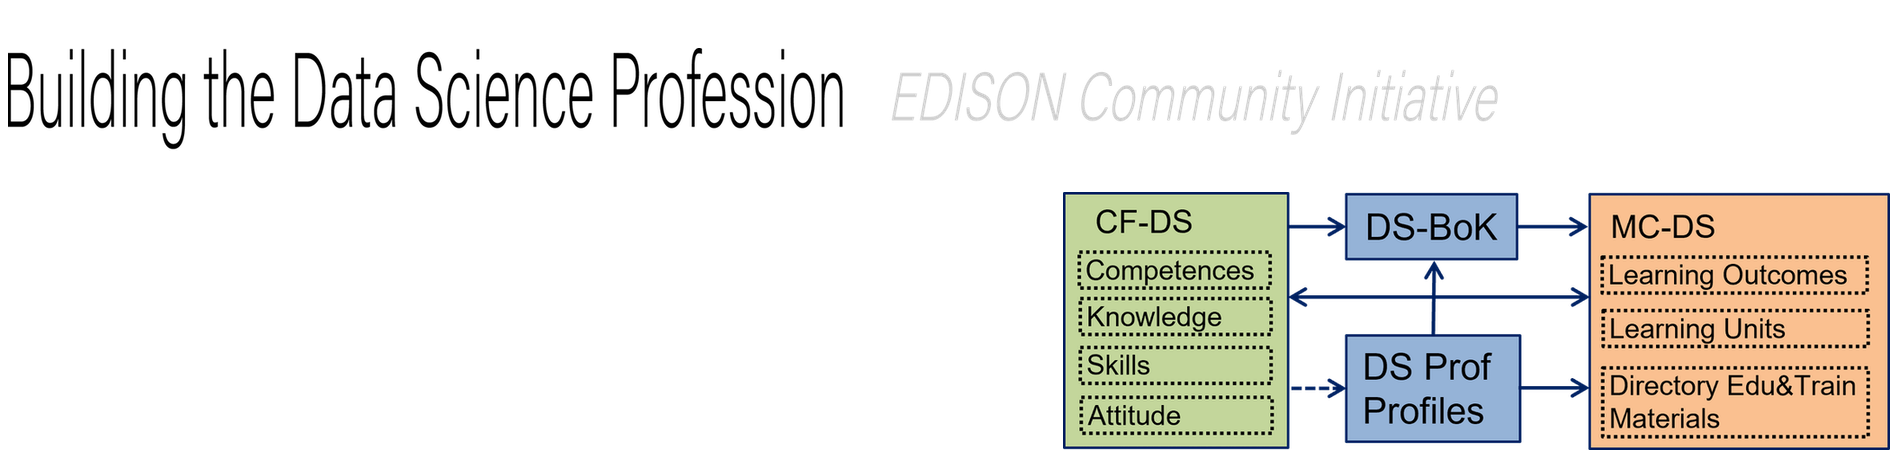 Building the Data Science Profession
EDISON Community Initiative
CF-DS
Competences
Knowledge
Skills
Attitude
DS-BoK
DS Prof
Profiles
MC-DS
Learning Outcomes
Learning Units
Directory Edu&Train
Materials